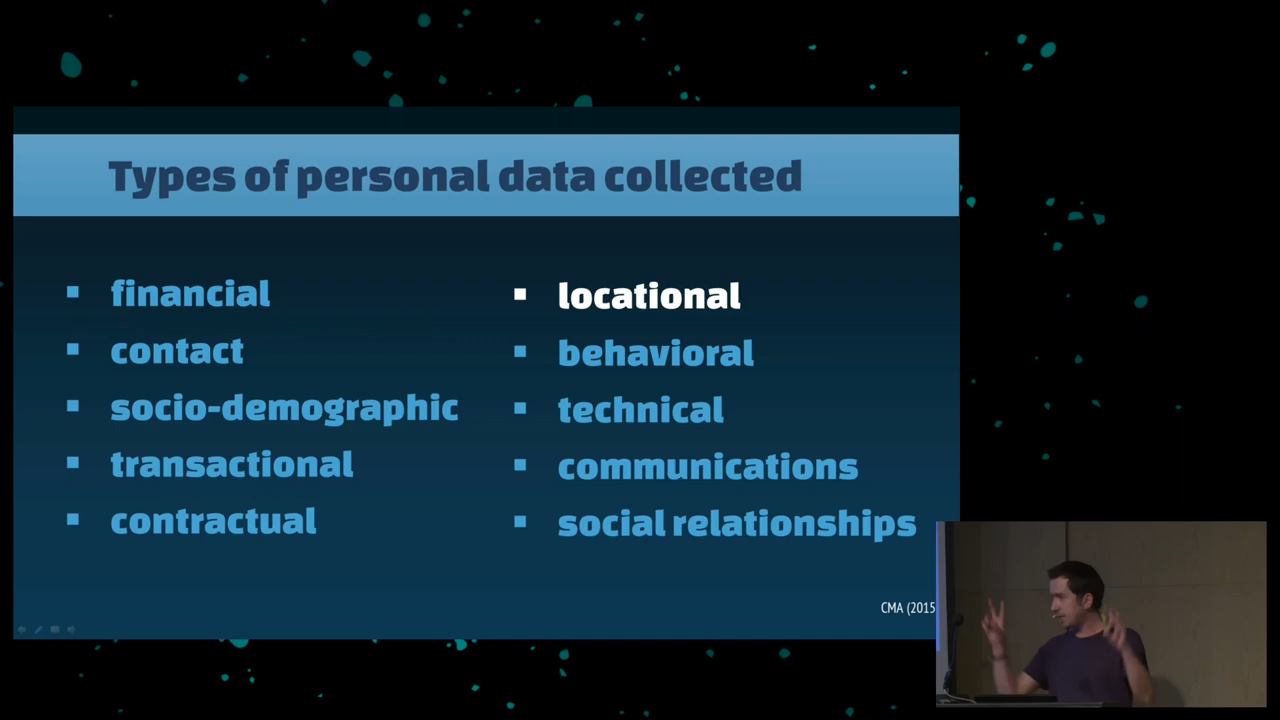 Types of personal data collected
financial
contact
socio-demographic
transactional
contractual
locational
behavioral
technical
communications
social relationships
CMA (2015